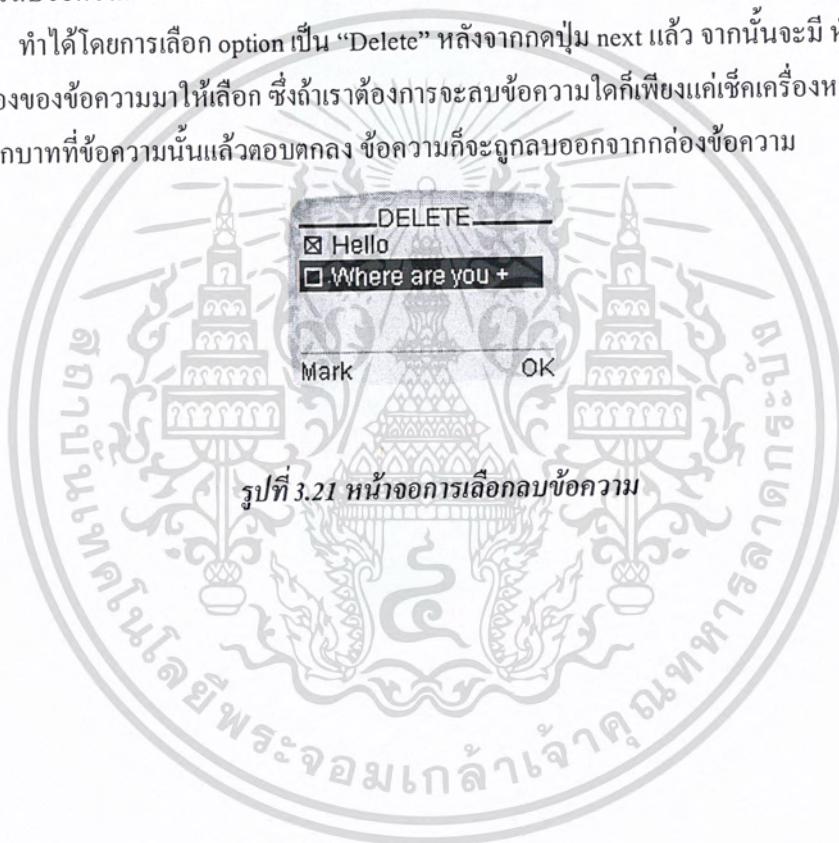 ทำได้โดยการเลือก option เป็น “Delete” หลังจากกดปุ่ม next แล้ว จากนั้นจะมี
ของข้อความมาให้เลือก ซึ่งถ้าเราต้องการจะลบข้อความใดก็เพียงแค่เช็คเครื่องห
กบาทที่ข้อความนั้นแล้วตอบตกลง ข้อความก็จะถูกลบออกจากกล่องข้อความ
DELETE
Hello
Where are you +
Mark OK
รูปที่ 3.21 หน้าจอการเลือกลบข้อความ
สถาบันเทคโนโลยีพระจอมเกล้าเจ้าคุณทหารลาดกระบัง